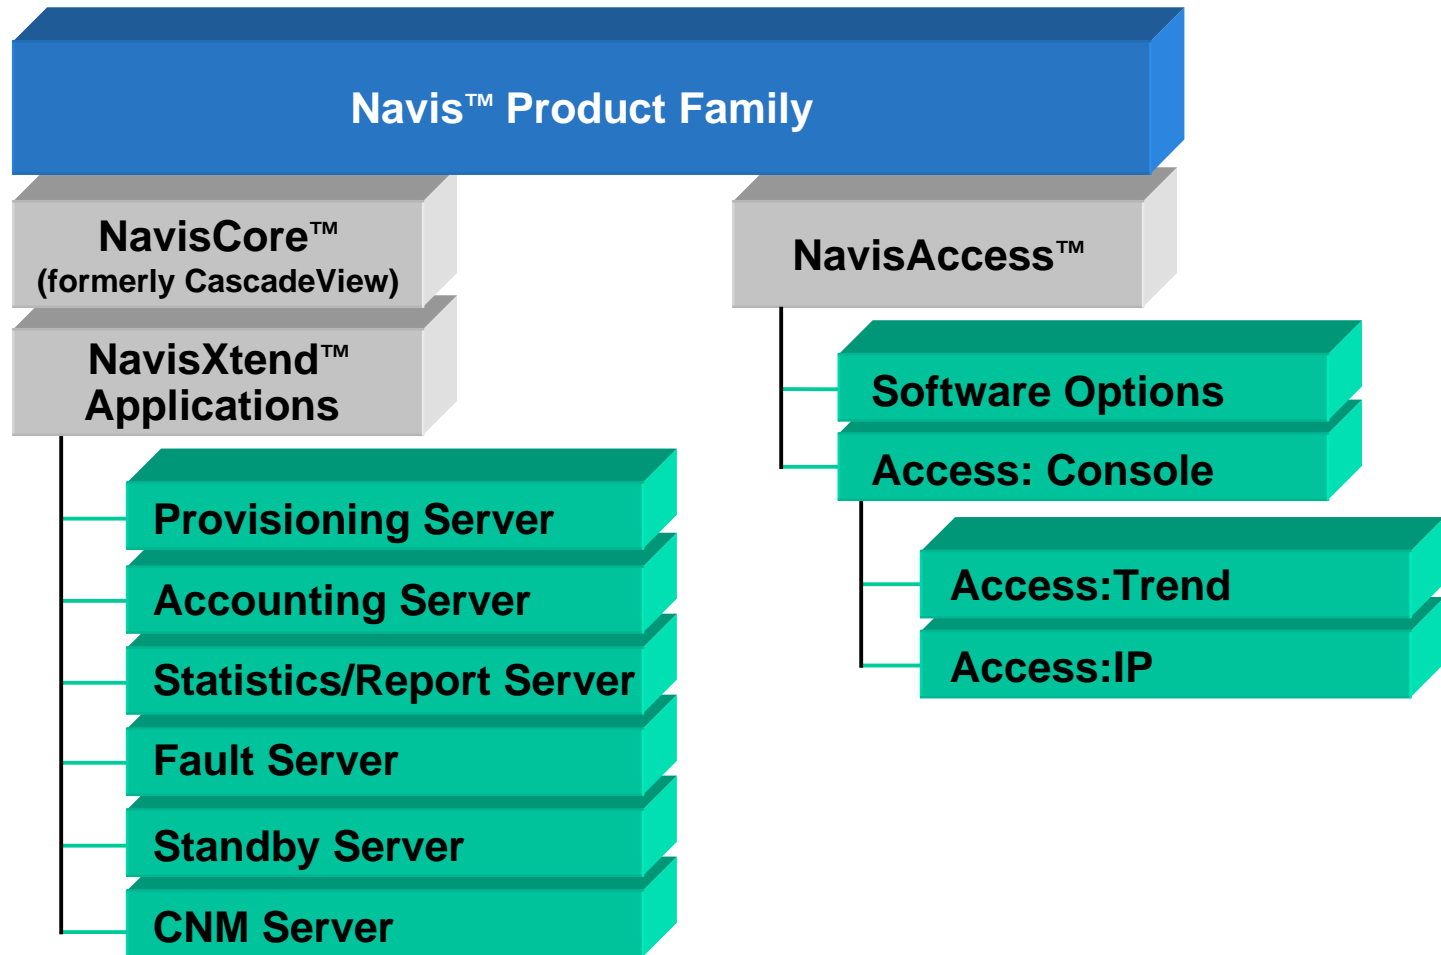 Navis™ Product Family
NavisCore™
(formerly CascadeView)
NavisXtend™
Applications
Provisioning Server
Accounting Server
Statistics/Report Server
Fault Server
Standby Server
CNM Server
NavisAccess™
Software Options
Access: Console
Access:Trend
Access:IP